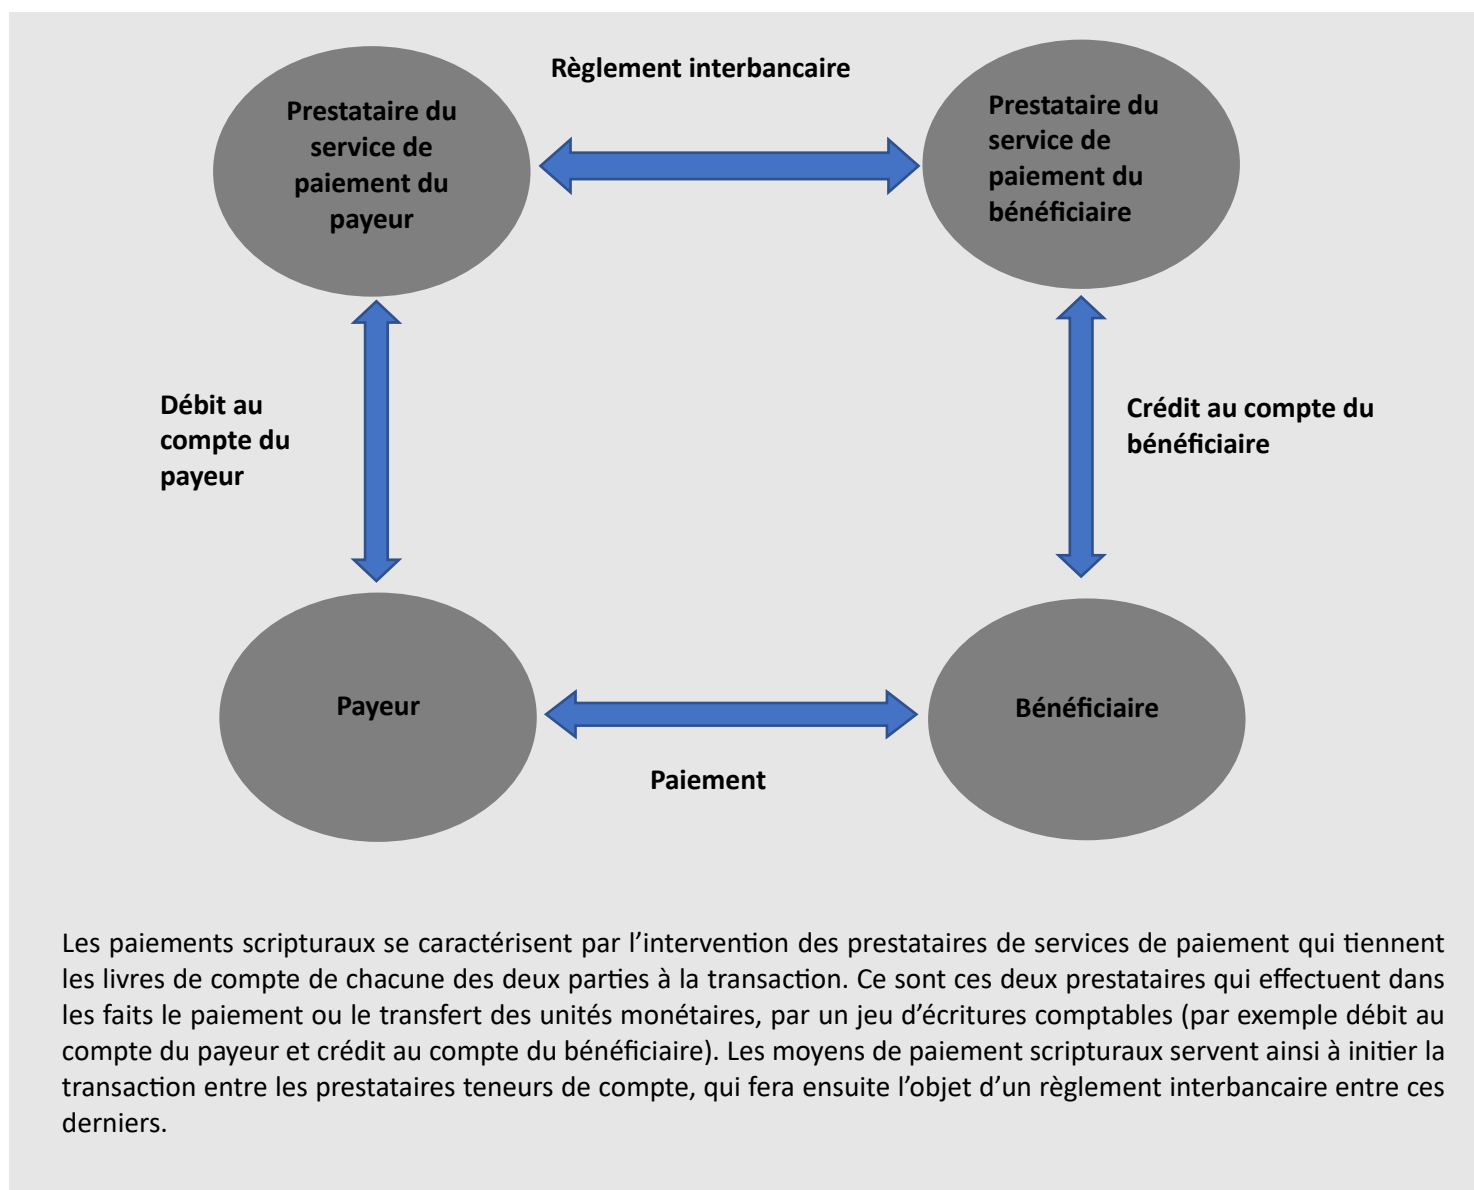 Règlement interbancaire
Prestataire du
service de
paiement du
payeur
Prestataire du
service de
paiement du
bénéficiaire
Débit au
compte du
payeur
Crédit au compte du
bénéficiaire
Payeur
Bénéficiaire
Paiement
Les paiements scripturaux se caractérisent par l’intervention des prestataires de services de paiement qui tiennent
les livres de compte de chacune des deux parties à la transaction. Ce sont ces deux prestataires qui effectuent dans
les faits le paiement ou le transfert des unités monétaires, par un jeu d’écritures comptables (par exemple débit au
compte du payeur et crédit au compte du bénéficiaire). Les moyens de paiement scripturaux servent ainsi à initier la
transaction entre les prestataires teneurs de compte, qui fera ensuite l’objet d’un règlement interbancaire entre ces
derniers.